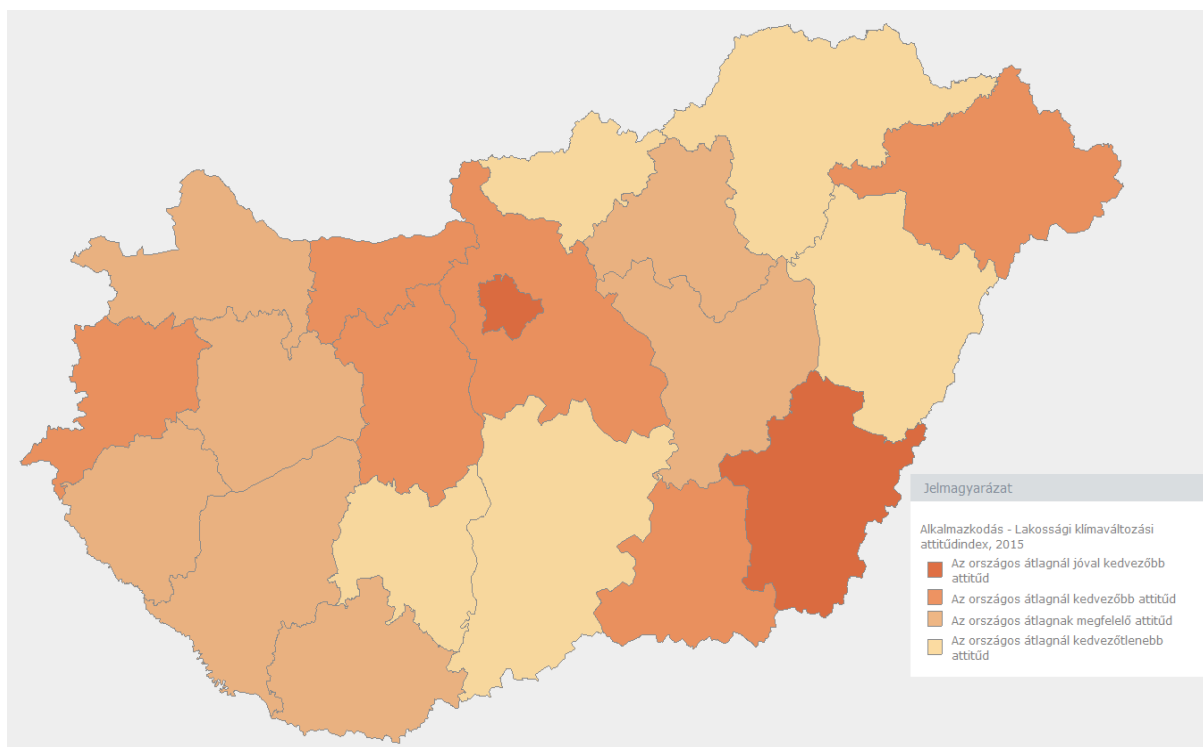 Jelmagyarázat
Alkalmazkodás - Lakossági klímaváltozási
attitűdindex, 2015
Az országos átlagnál jóval kedvezőbb
attitűd
Az országos átlagnál kedvezőbb attitűd
Az országos átlagnak megfelelő attitűd
Az országos átlagnál kedvezőtlenebb
attitűd